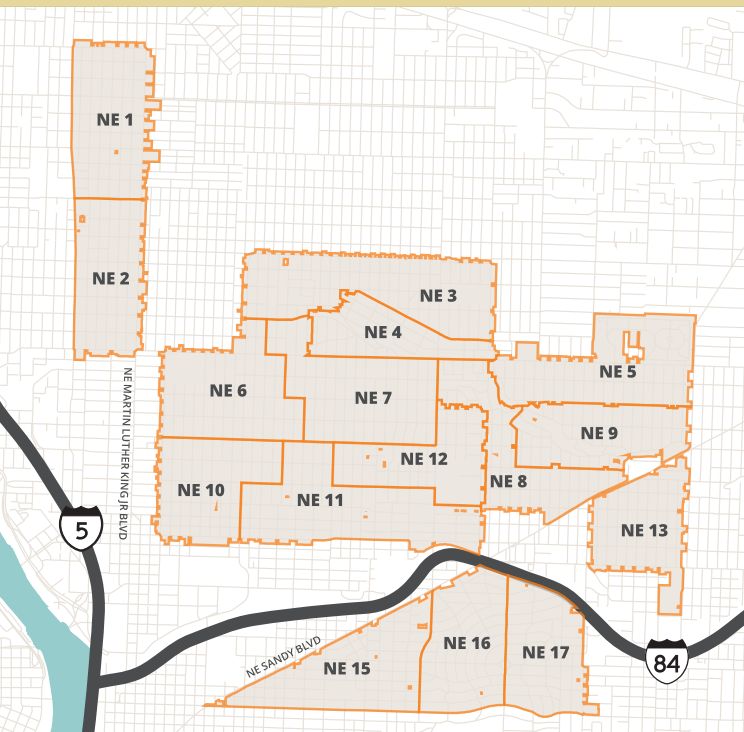 NE 1
NE 2
NE 3
NE 4
NE 5
NE 6
NE 7
NE 9
NE 12
NE 8
NE 10
NE 11
NE 13
NE MARTIN LUTHER KING JR BLVD
5
NE SANDY BLVD
NE 15
NE 16
NE 17
84